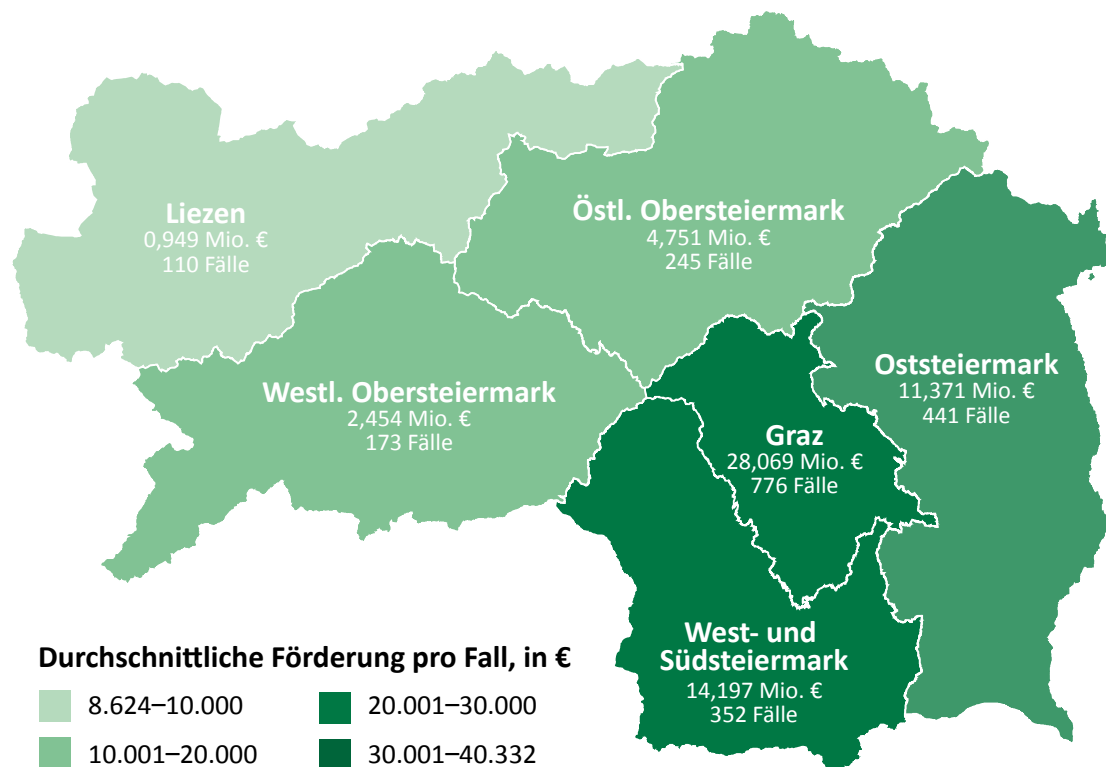 Liezen
0,949 Mio. €
110 Fälle
Östl. Obersteiermark
4,751 Mio. €
245 Fälle
Westl. Obersteiermark
2,454 Mio. €
173 Fälle
Oststeiermark
11,371 Mio. €
441 Fälle
Graz
28,069 Mio. €
776 Fälle
West- und
Südsteiermark
14,197 Mio. €
352 Fälle
Durchschnittliche Förderung pro Fall, in €
8.624–10.000
10.001–20.000
20.001–30.000
30.001–40.332